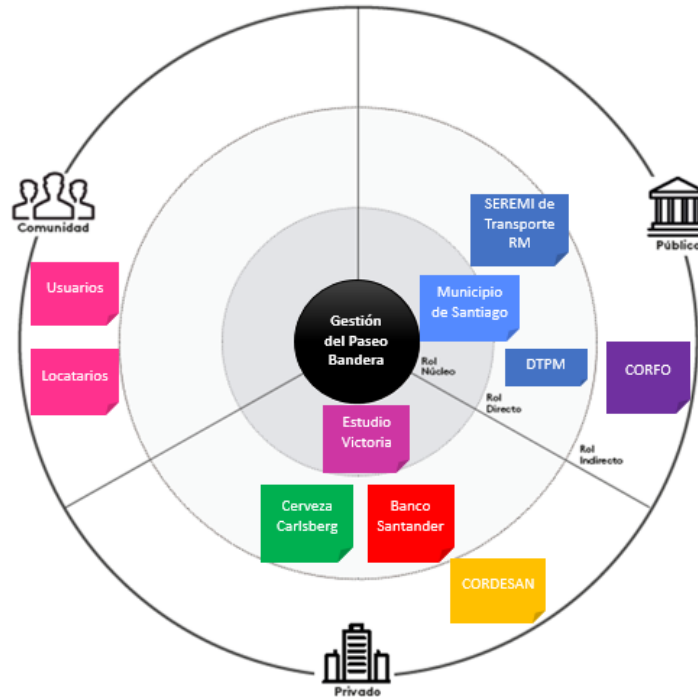 SEREMI de
Transporte
RM
Comunidad
Público
Usuarios
Municipio
de Santiago
Gestión
del Paseo
Bandera
Locatarios
Rol
Núcleo
DTPM
CORFO
Rol
Directo
Estudio
Victoria
Rol
Indirecto
Cerveza
Carlsberg
Banco
Santander
CORDESAN
Privado